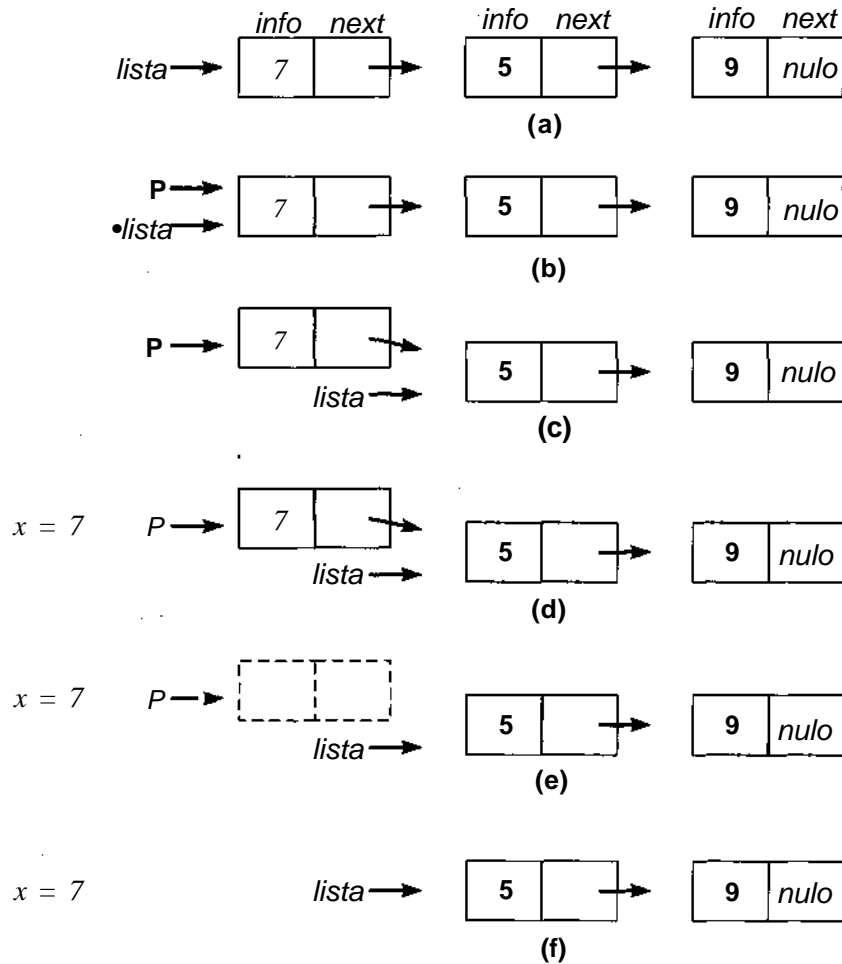 info next info next info next
lista 7 5 9 nulo
(a)
P
•lista 7 5 9 nulo
(b)
P 7
lista 5 9 nulo
(c)
x = 7 P 7
lista 5 9 nulo
(d)
x = 7 P
lista 5 9 nulo
(e)
x = 7 lista 5 9 nulo
(f)